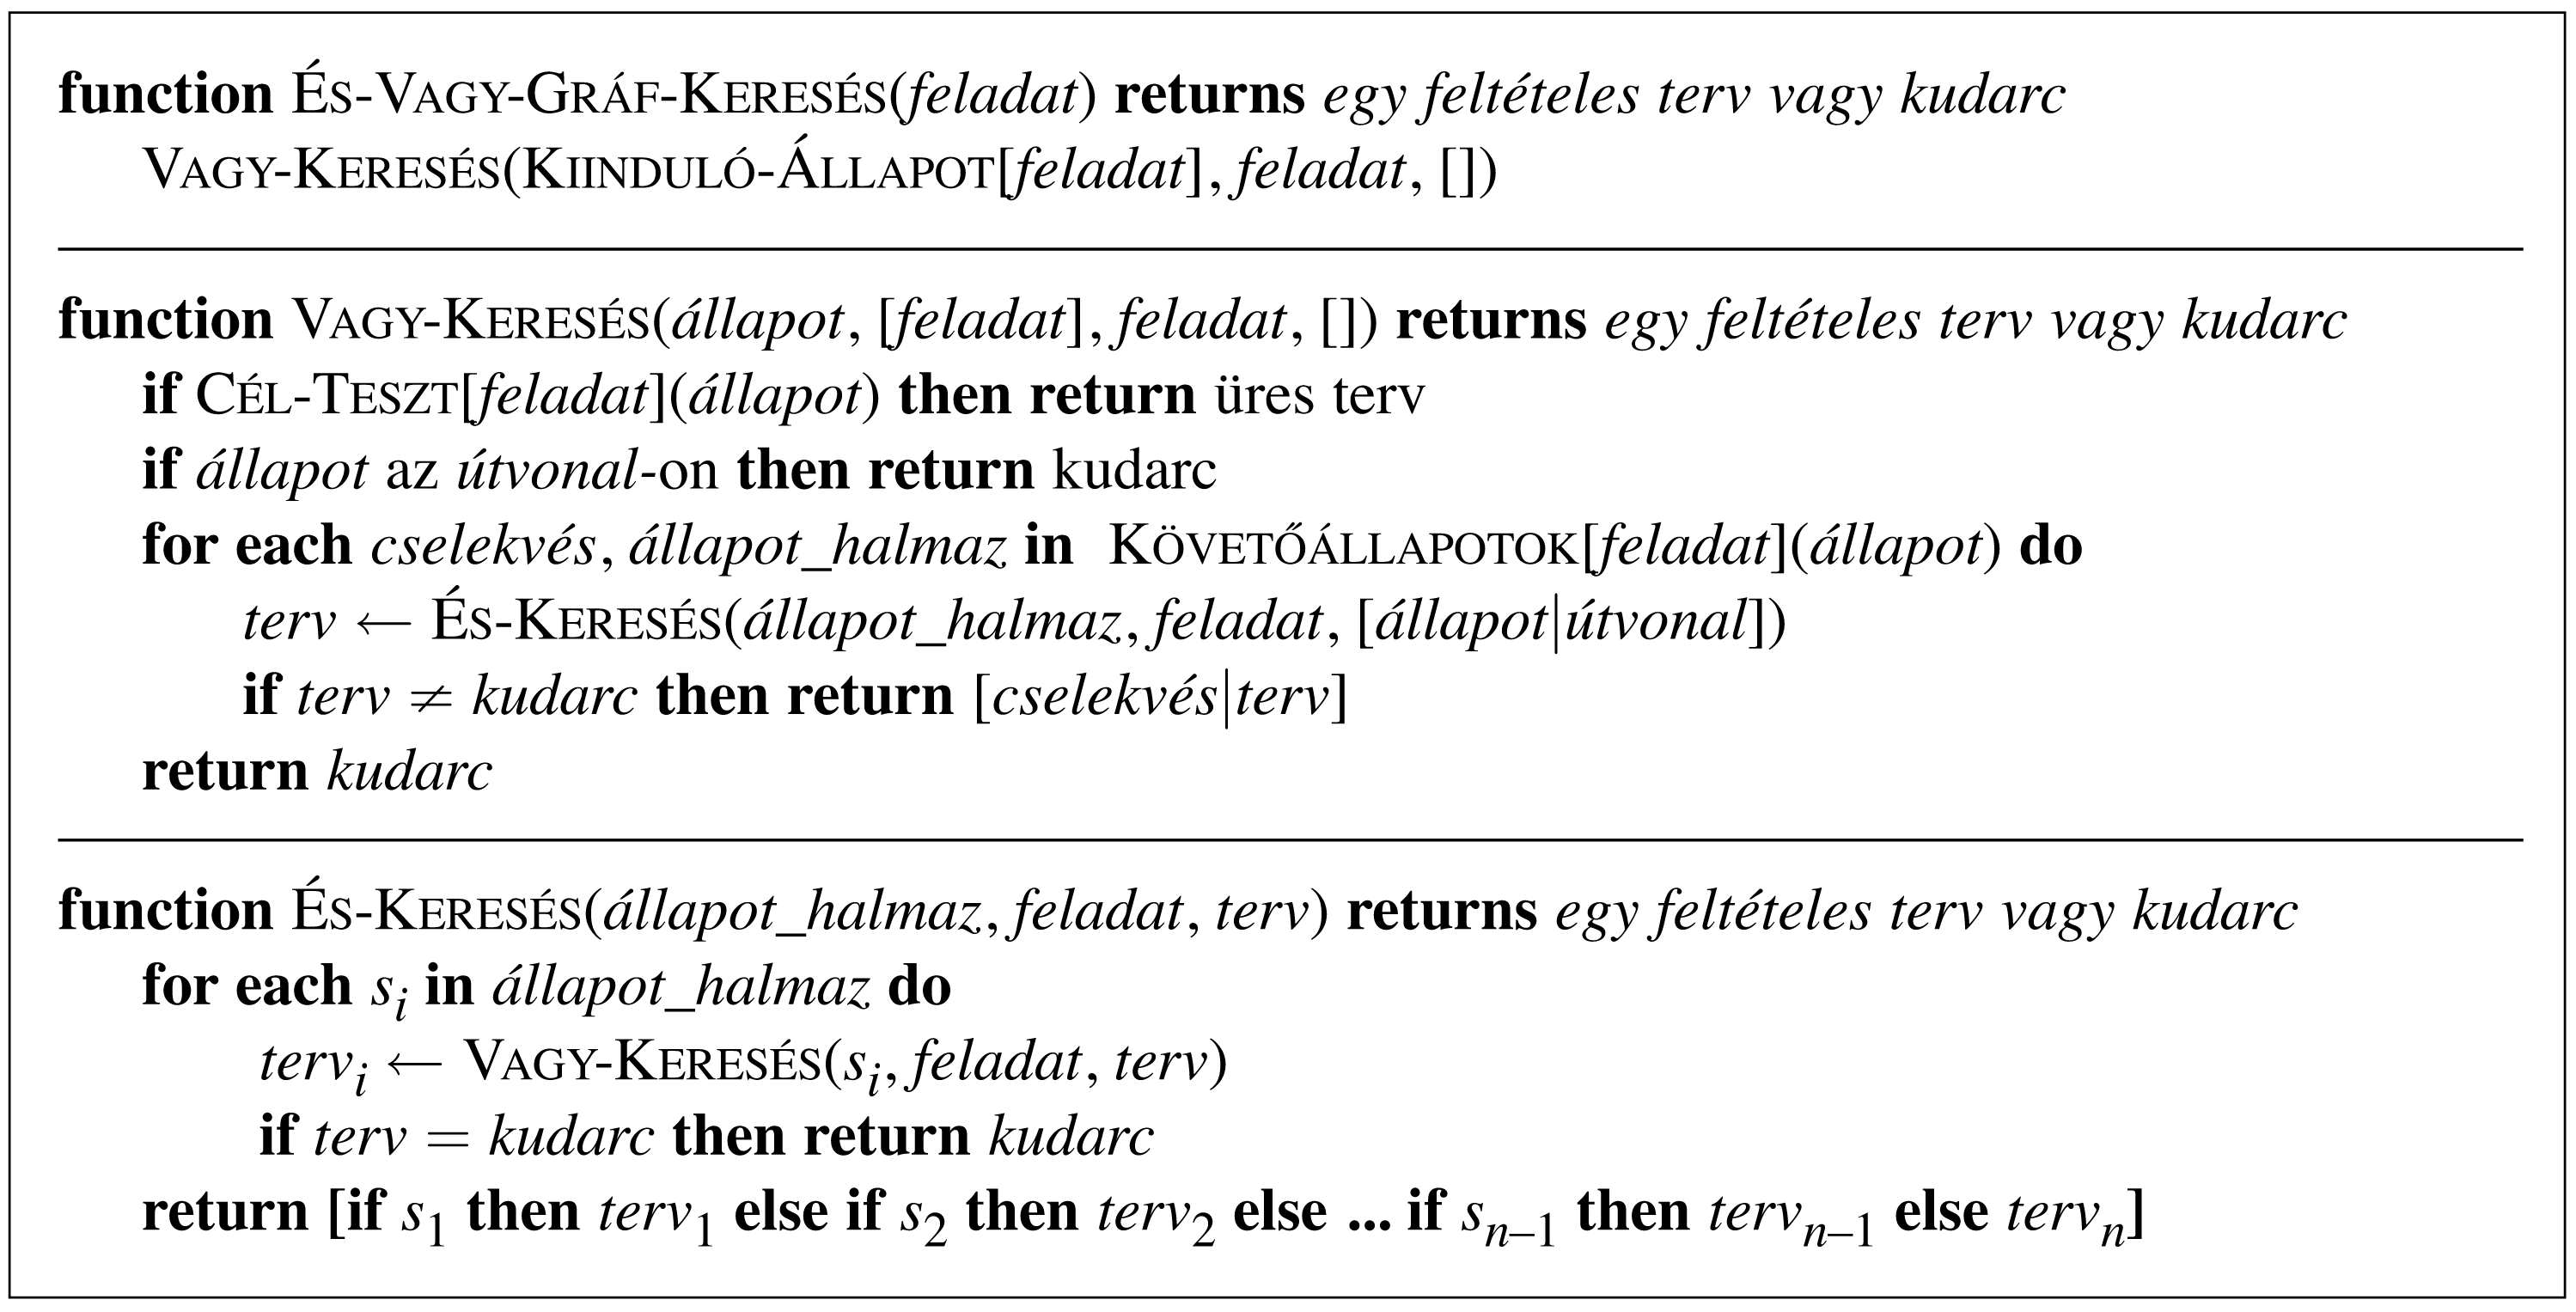 function És-Vagy-Gráf-Keresés(feladat) returns egy feltételes terv vagy kudarc
Vagy-Keresés(Kiinduló-Állapot[feladat], feladat, [])
function Vagy-Keresés(állapot, [feladat], feladat, []) returns egy feltételes terv vagy kudarc
if Cél-Teszt[feladat](állapot) then return üres terv
if állapot az útvonal-on then return kudarc
for each cselekvés, állapot_halmaz in Követőállapotok[feladat](állapot) do
terv ← És-Keresés(állapot_halmaz, feladat, [állapot|útvonal])
if terv ≠ kudarc then return [cselekvés|terv]
return kudarc
function És-Keresés(állapot_halmaz, feladat, terv) returns egy feltételes terv vagy kudarc
for each s_i in állapot_halmaz do
terv_i ← Vagy-Keresés(s_i, feladat, terv)
if terv = kudarc then return kudarc
return [if s_1 then terv_1 else if s_2 then terv_2 else ... if s_{n–1} then terv_{n–1} else terv_n]